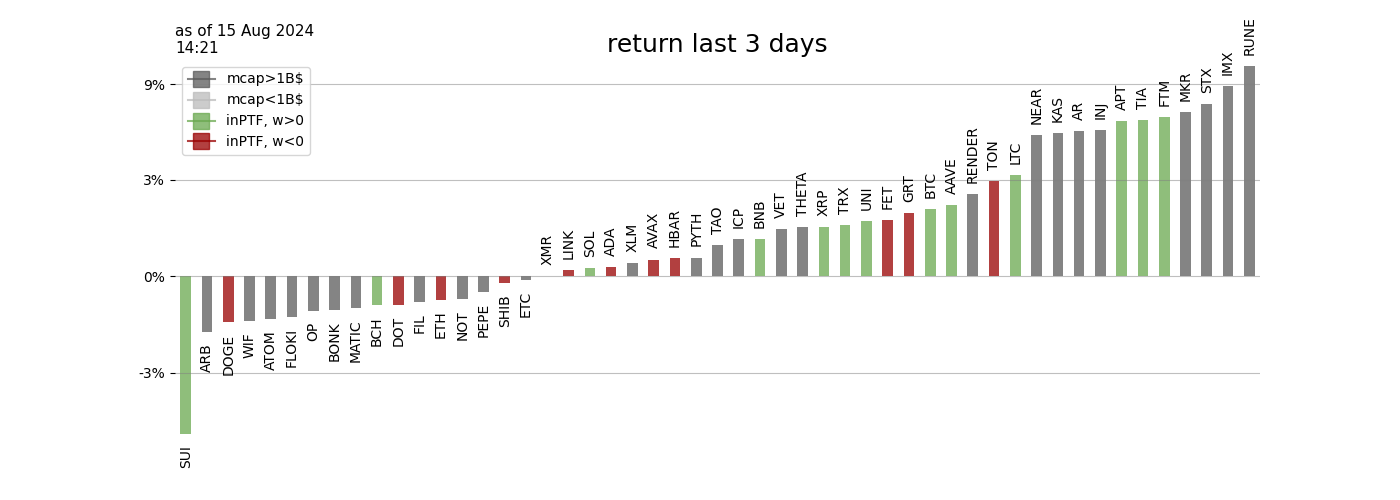 as of 15 Aug 2024
14:21
return last 3 days
mcap>1B$
mcap<1B$
inPTF, w>0
inPTF, w<0
9%
3%
0%
-3%
SUI
ARB
DOGE
WIF
ATOM
FLOKI
OP
BONK
MATIC
BCH
DOT
FIL
ETH
NOT
PEPE
SHIB
ETC
XMR
LINK
SOL
ADA
XLM
AVAX
HBAR
PYTH
TAO
ICP
BNB
VET
THETA
XRP
TRX
UNI
FET
GRT
BTC
AAVE
RENDER
TON
LTC
NEAR
KAS
AR
INJ
APT
TIA
FTM
MKR
STX
IMX
RUNE